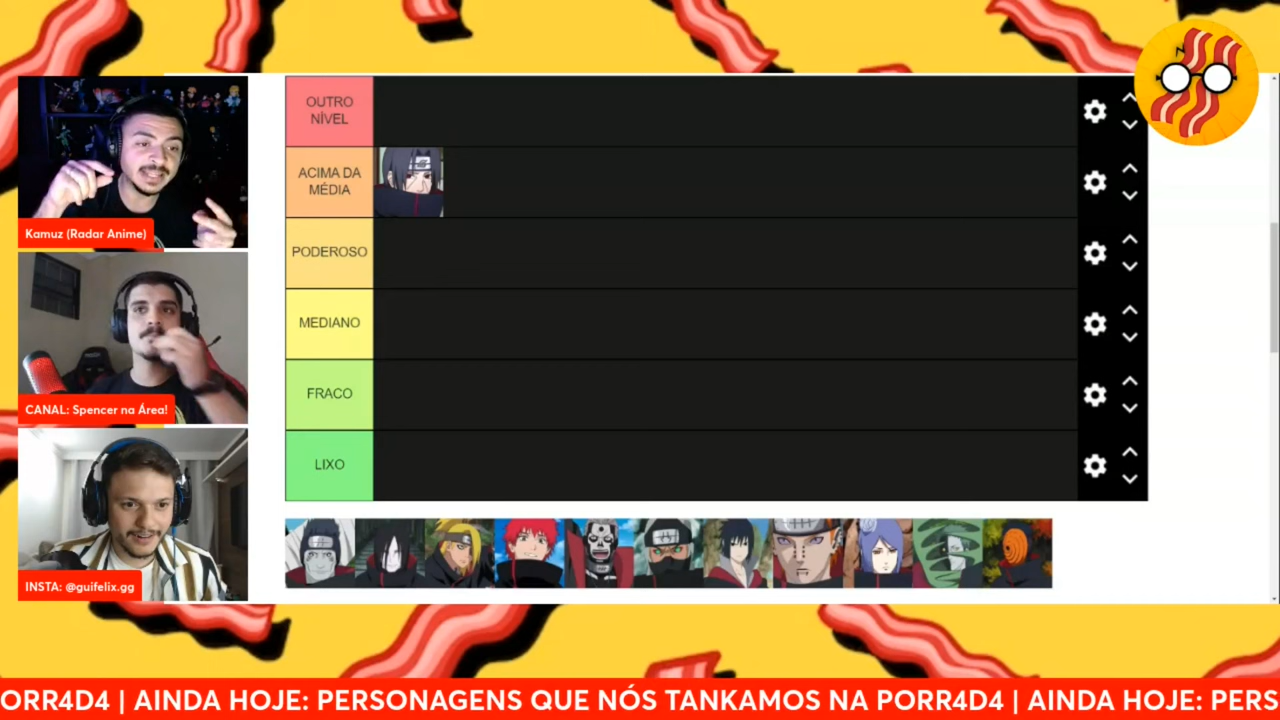 OUTRO
NÍVEL
ACIMA DA
MÉDIA
PODEROSO
MEDIANO
FRACO
LIXO
Kamuz (Radar Anime)
CANAL: Spencer na Área!
INSTA: @guifelix.gg
N
ORR4D4 | AINDA HOJE: PERSONAGENS QUE NÓS TANKAMOS NA PORR4D4 | AINDA HOJE: PERS